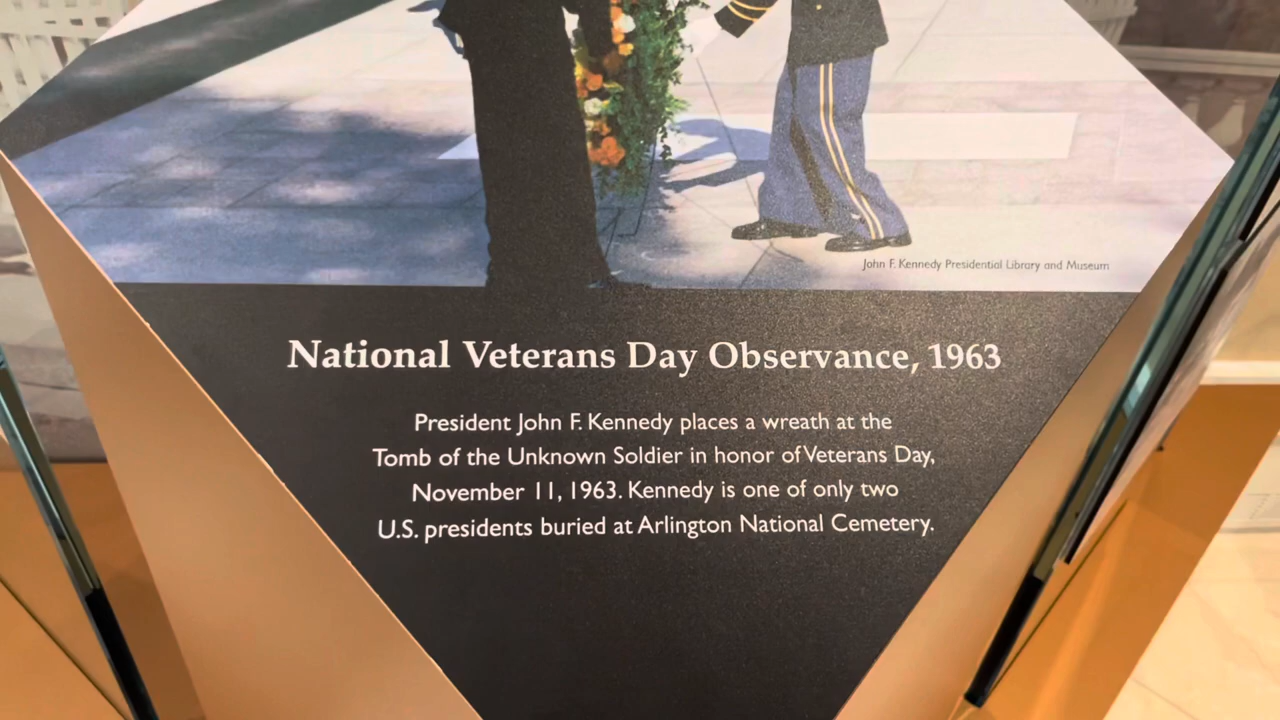 John F. Kennedy Presidential Library and Museum
National Veterans Day Observance, 1963
President John F. Kennedy places a wreath at the
Tomb of the Unknown Soldier in honor of Veterans Day,
November 11, 1963. Kennedy is one of only two
U.S. presidents buried at Arlington National Cemetery.